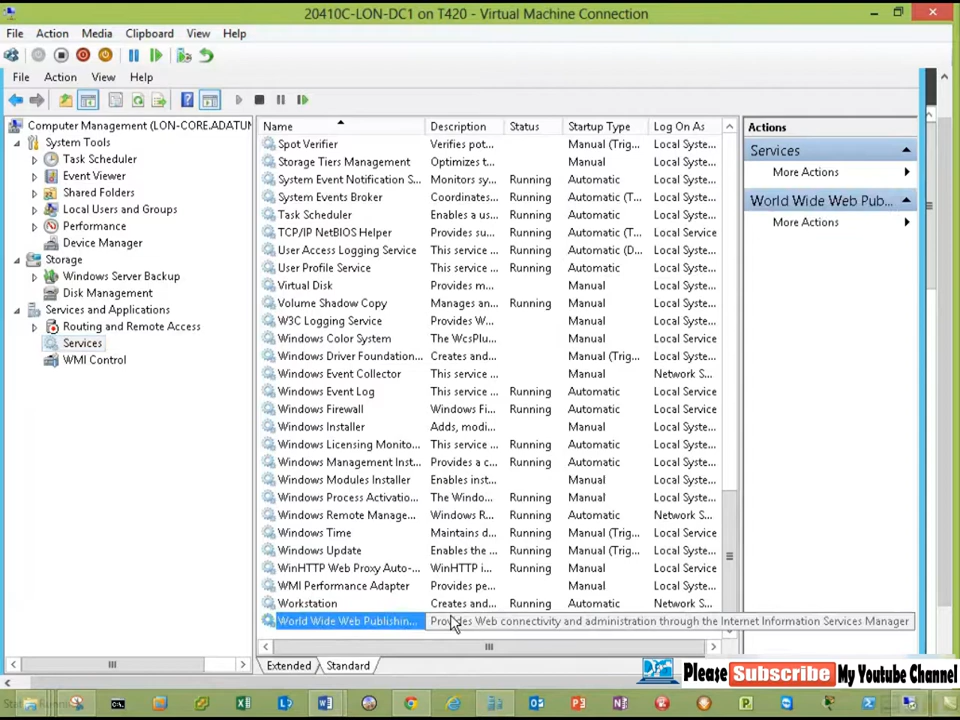 20410C-LON-DC1 on T420 - Virtual Machine Connection
File Action Media Clipboard View Help
File Action View Help
Computer Management (LON-CORE.ADATUM
System Tools
Task Scheduler
Event Viewer
Shared Folders
Local Users and Groups
Performance
Device Manager
Storage
Windows Server Backup
Disk Management
Services and Applications
Routing and Remote Access
Services
WMI Control
Name Description Status Startup Type Log On As
Spot Verifier Verifies pot... Manual (Trig... Local Syste...
Storage Tiers Management Optimizes t... Manual Local Syste...
System Event Notification S... Monitors sy... Running Automatic Local Syste...
System Events Broker Coordinates... Running Automatic (T... Local Syste...
Task Scheduler Enables a us... Running Automatic Local Syste...
TCP/IP NetBIOS Helper Provides su... Running Automatic (T... Local Service
User Access Logging Service This service ... Running Automatic (D... Local Syste...
User Profile Service This service ... Running Automatic Local Syste...
Virtual Disk Provides m... Manual Local Syste...
Volume Shadow Copy Manages an... Running Manual Local Syste...
W3C Logging Service Provides W... Manual Local Syste...
Windows Color System The WcsPlu... Manual Local Service
Windows Driver Foundation... Creates and... Manual (Trig... Local Syste...
Windows Event Collector This service ... Manual Network S...
Windows Event Log This service ... Running Automatic Local Service
Windows Firewall Windows Fi... Running Automatic Local Service
Windows Installer Adds, modi... Manual Local Syste...
Windows Licensing Monito... This service ... Running Automatic Local Syste...
Windows Management Inst... Provides a c... Running Automatic Local Syste...
Windows Modules Installer Enables inst... Manual Local Syste...
Windows Process Activatio... The Windo... Running Manual Local Syste...
Windows Remote Manage... Windows R... Running Automatic Network S...
Windows Time Maintains d... Running Manual (Trig... Local Service
Windows Update Enables the ... Running Manual (Trig... Local Syste...
WinHTTP Web Proxy Auto-... WinHTTP i... Running Manual Local Service
WMI Performance Adapter Provides pe... Manual Local Syste...
Workstation Creates and... Running Automatic Network S...
World Wide Web Publishin... Provides Web connectivity and administration through the Internet Information Services Manager
Extended Standard
Actions
Services
More Actions
World Wide Web Pub...
More Actions
Please Subscribe My Youtube Channel